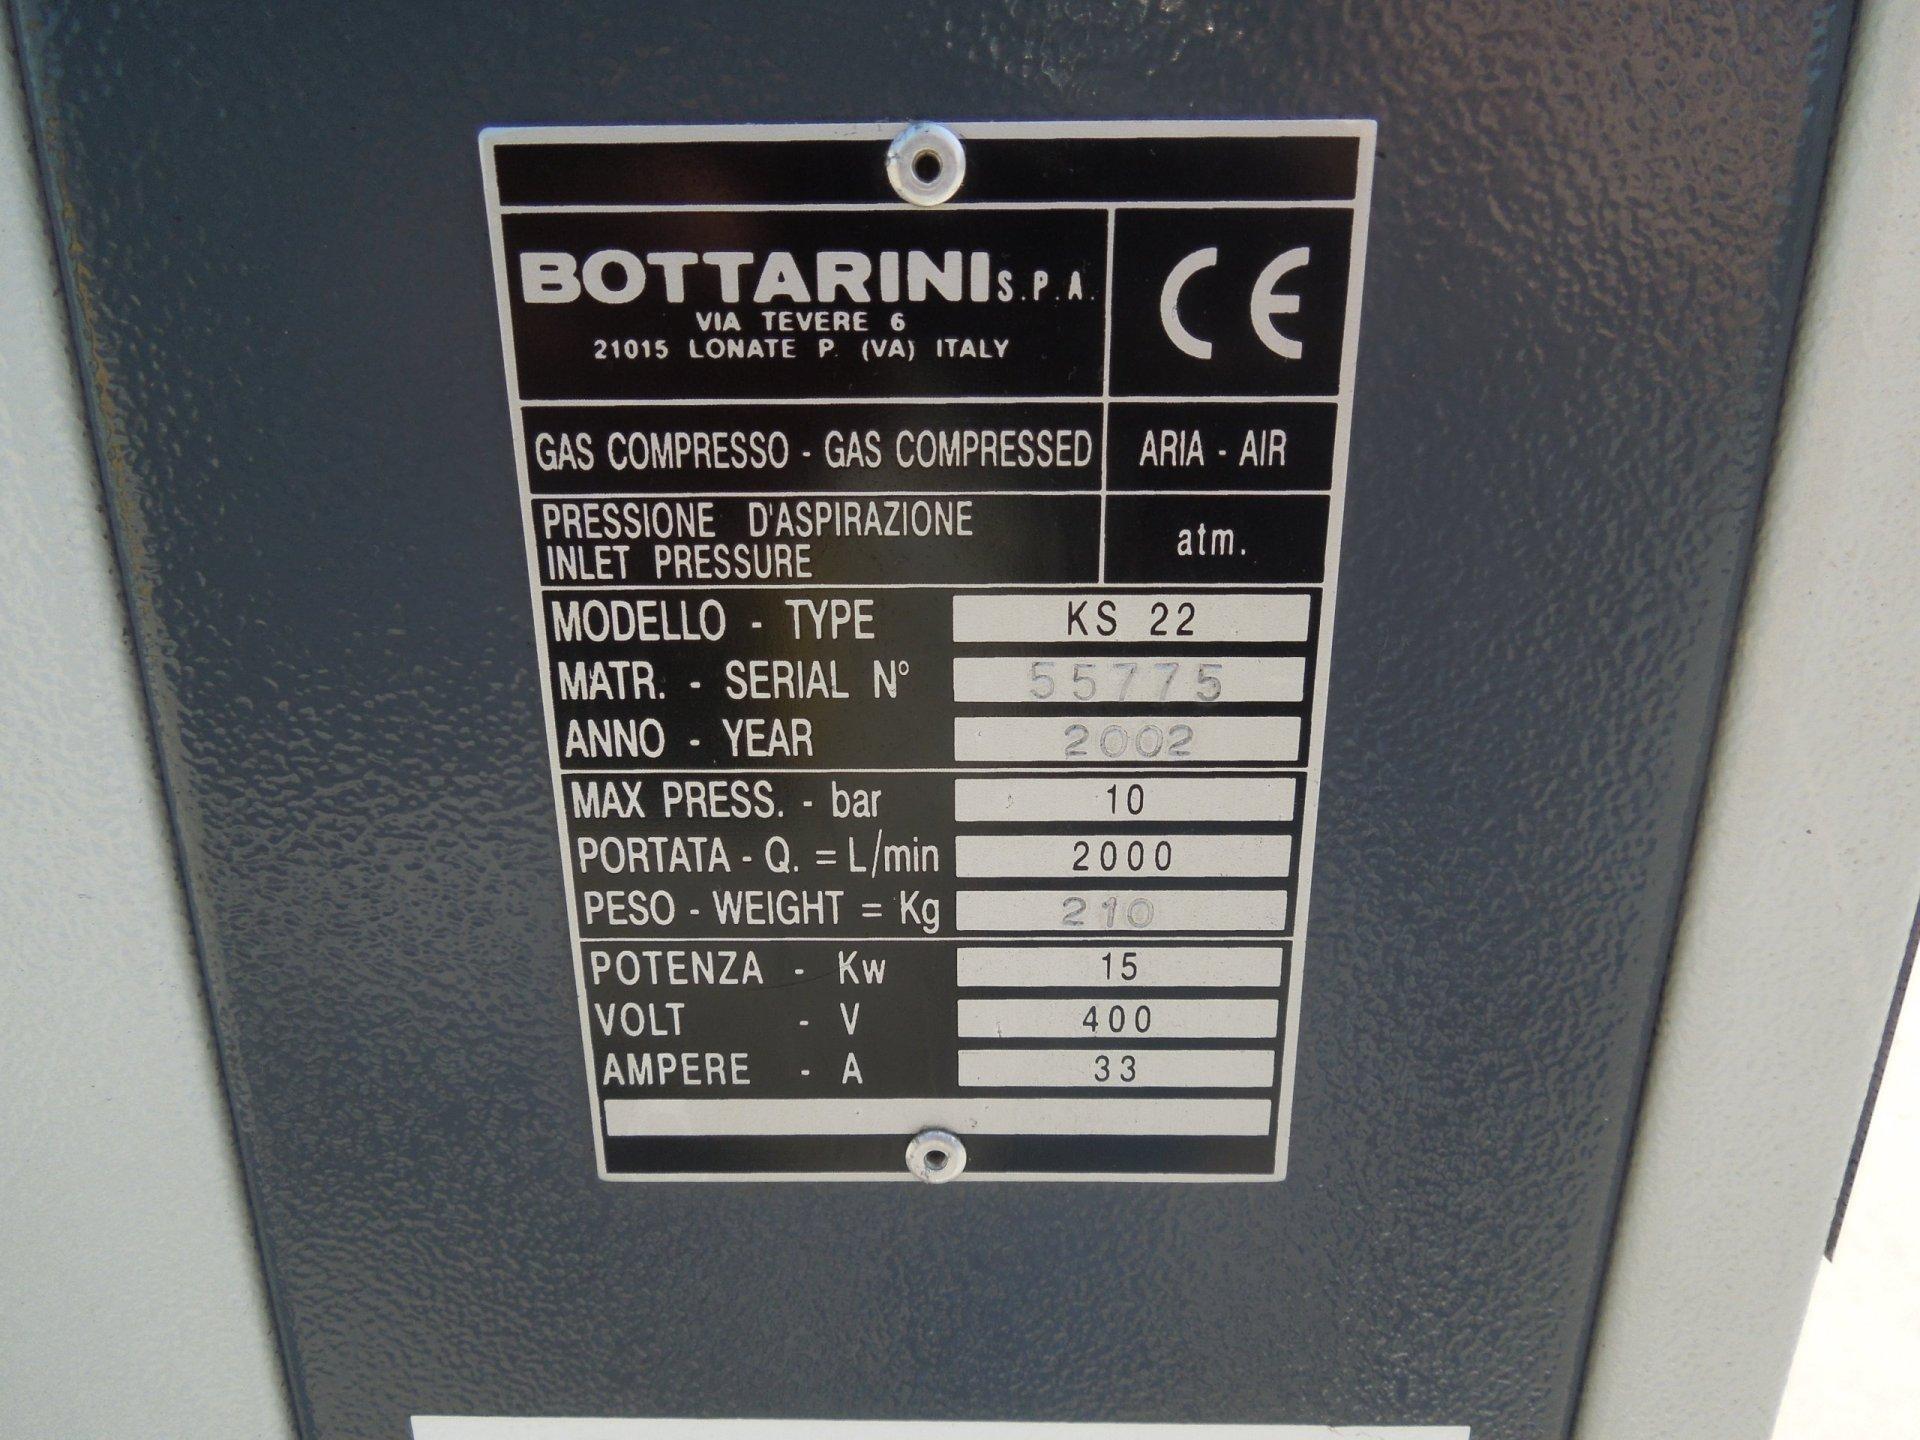 BOTTARINI S.P.A.
VIA TEVERE 6
21015 LONATE P. (VA) ITALY
CE
GAS COMPRESSO - GAS COMPRESSED ARIA - AIR
PRESSIONE D'ASPIRAZIONE
INLET PRESSURE
atm.
MODELLO - TYPE KS 22
MATR. - SERIAL N° 55775
ANNO - YEAR 2002
MAX PRESS. - bar 10
PORTATA - Q. = L/min 2000
PESO - WEIGHT = Kg 210
POTENZA - Kw 15
VOLT - V 400
AMPERE - A 33